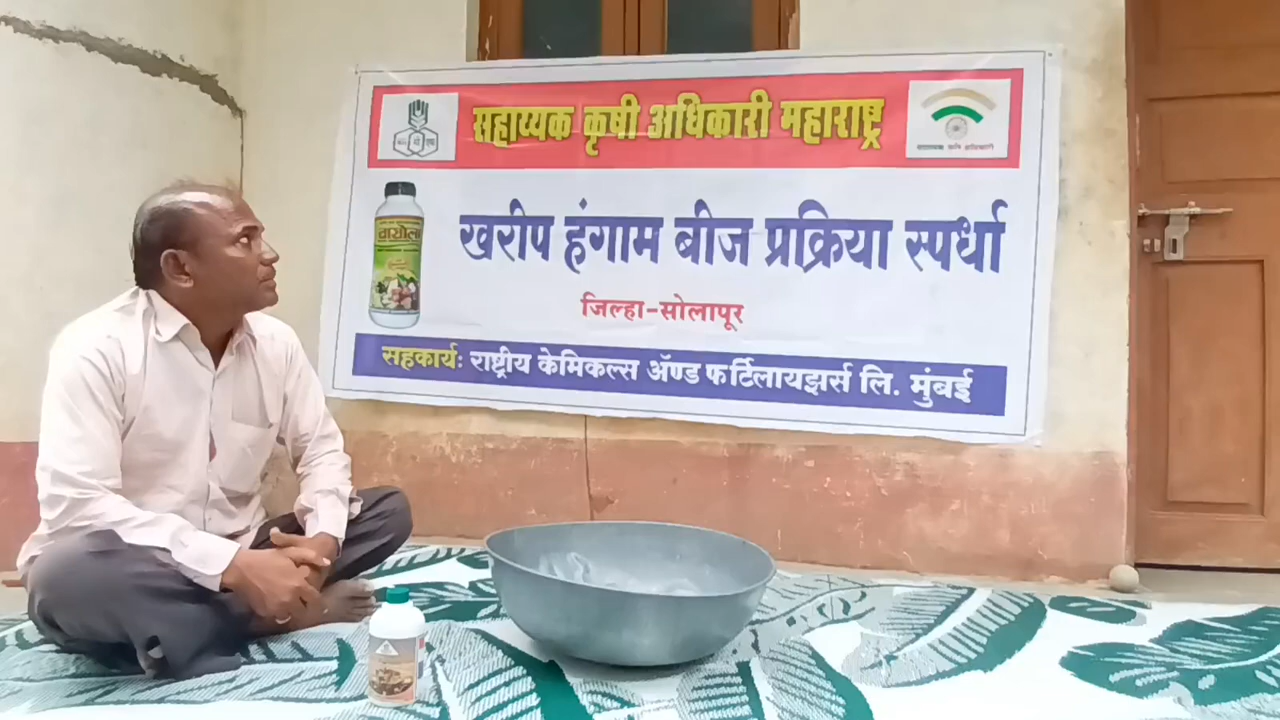 सहाय्यक कृषी अधिकारी महाराष्ट्र
खरीप हंगाम बीज प्रक्रिया स्पर्धा
जिल्हा-सोलापूर
सहकार्य: राष्ट्रीय केमिकल्स ॲण्ड फर्टिलायझर्स लि. मुंबई